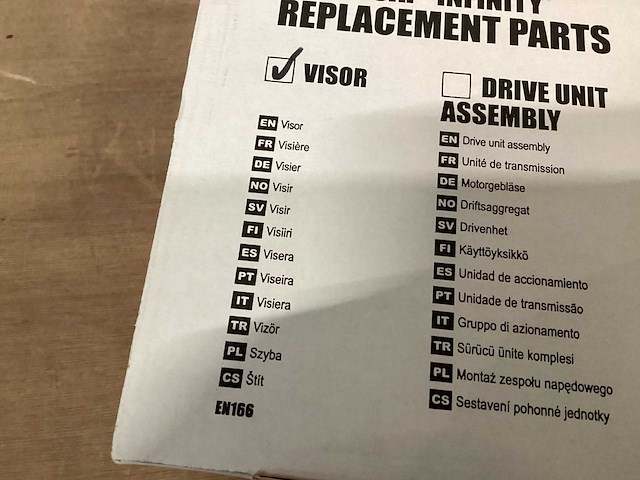 "INFINITY"
REPLACEMENT PARTS
VISOR
EN Visor
FR Visière
DE Visier
NO Visir
SV Visir
FI Visiiri
ES Visera
PT Viseira
IT Visiera
TR Vizör
PL Szyba
CS Štít
EN166
DRIVE UNIT
ASSEMBLY
EN Drive unit assembly
FR Unité de transmission
DE Motorgebläse
NO Driftsaggregat
SV Drivenhet
FI Käyttöyksikkö
ES Unidad de accionamiento
PT Unidade de transmissão
IT Gruppo di azionamento
TR Sürücü ünite komplesi
PL Montaż zespołu napędowego
CS Sestavení pohonné jednotky